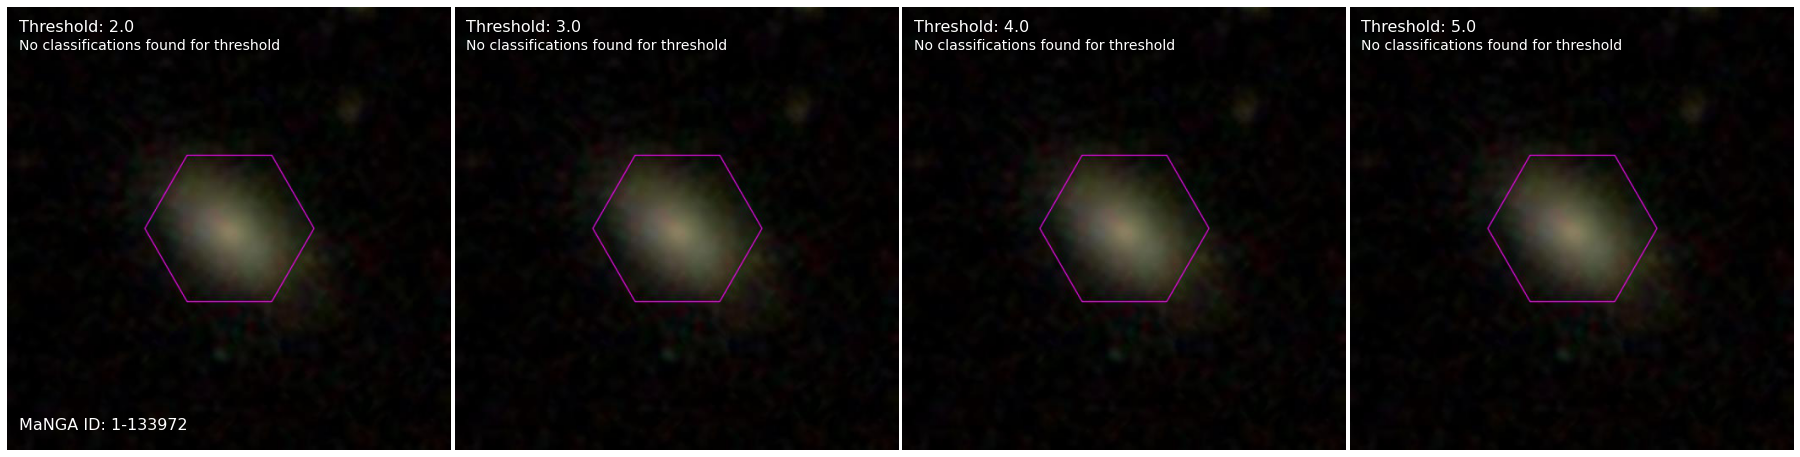 Threshold: 2.0
No classifications found for threshold
MaNGA ID: 1-133972
Threshold: 3.0
No classifications found for threshold
Threshold: 4.0
No classifications found for threshold
Threshold: 5.0
No classifications found for threshold